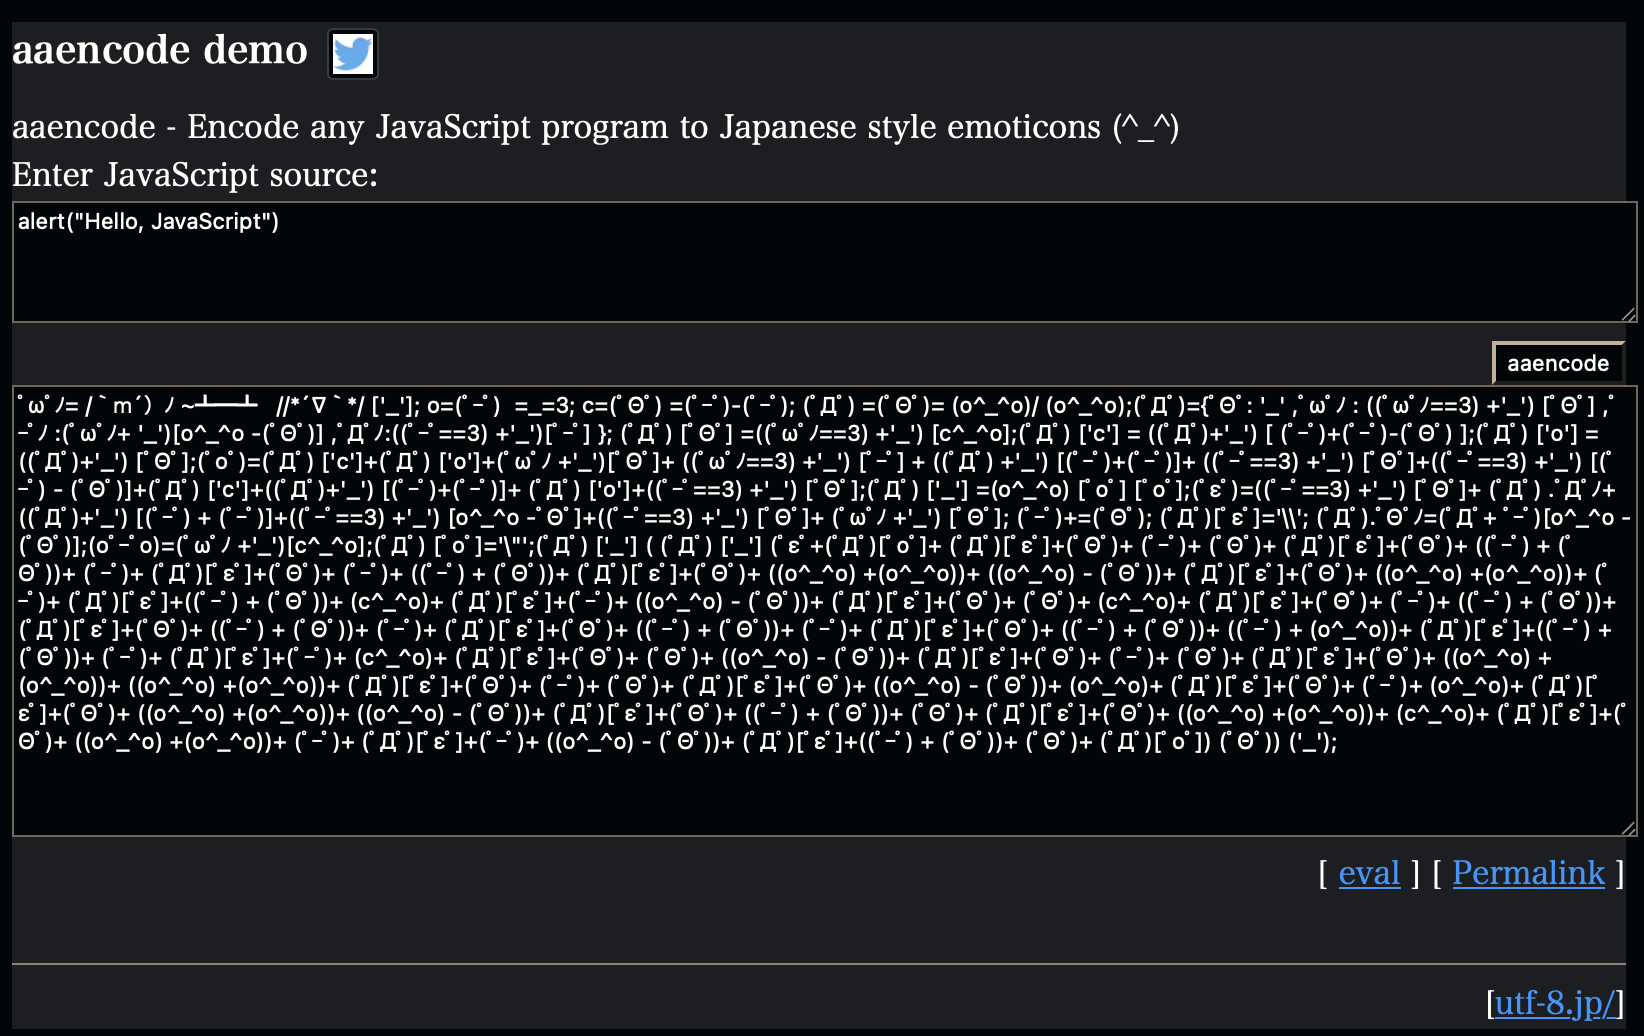 aaencode demo
aaencode - Encode any JavaScript program to Japanese style emoticons (^_^)
Enter JavaScript source:
alert("Hello, JavaScript")
aaencode
ﾟωﾟﾉ= /｀ｍ´）ﾉ ~┻━┻   //*´∇｀*/ ['_']; o=(ﾟｰﾟ)  =_=3; c=(ﾟΘﾟ) =(ﾟｰﾟ)-(ﾟｰﾟ); (ﾟДﾟ) =(ﾟΘﾟ)= (o^_^o)/ (o^_^o);(ﾟДﾟ)={ﾟΘﾟ: '_' ,ﾟωﾟﾉ : ((ﾟωﾟﾉ==3) +'_') [ﾟΘﾟ] ,ﾟ
ｰﾟﾉ :(ﾟωﾟﾉ+ '_')[o^_^o -(ﾟΘﾟ)] ,ﾟДﾟﾉ:((ﾟｰﾟ==3) +'_')[ﾟｰﾟ] }; (ﾟДﾟ) [ﾟΘﾟ] =((ﾟωﾟﾉ==3) +'_') [c^_^o];(ﾟДﾟ) ['c'] = ((ﾟДﾟ)+'_') [ (ﾟｰﾟ)+(ﾟｰﾟ)-(ﾟΘﾟ) ];(ﾟДﾟ) ['o'] =
((ﾟДﾟ)+'_') [ﾟΘﾟ];(ﾟoﾟ)=(ﾟДﾟ) ['c']+(ﾟДﾟ) ['o']+(ﾟωﾟﾉ +'_')[ﾟΘﾟ]+ ((ﾟωﾟﾉ==3) +'_') [ﾟｰﾟ] + ((ﾟДﾟ) +'_') [(ﾟｰﾟ)+(ﾟｰﾟ)]+ ((ﾟｰﾟ==3) +'_') [ﾟΘﾟ]+((ﾟｰﾟ==3) +'_') [(ﾟ
ｰﾟ) - (ﾟΘﾟ)]+(ﾟДﾟ) ['c']+((ﾟДﾟ)+'_') [(ﾟｰﾟ)+(ﾟｰﾟ)]+ (ﾟДﾟ) ['o']+((ﾟｰﾟ==3) +'_') [ﾟΘﾟ];(ﾟДﾟ) ['_'] =(o^_^o) [ﾟoﾟ] [ﾟoﾟ];(ﾟεﾟ)=((ﾟｰﾟ==3) +'_') [ﾟΘﾟ]+ (ﾟДﾟ) .ﾟДﾟﾉ+
((ﾟДﾟ)+'_') [(ﾟｰﾟ) + (ﾟｰﾟ)]+((ﾟｰﾟ==3) +'_') [o^_^o -ﾟΘﾟ]+((ﾟｰﾟ==3) +'_') [ﾟΘﾟ]+ (ﾟωﾟﾉ +'_') [ﾟΘﾟ]; (ﾟｰﾟ)+=(ﾟΘﾟ); (ﾟДﾟ)[ﾟεﾟ]='\\'; (ﾟДﾟ).ﾟΘﾟﾉ=(ﾟДﾟ+ ﾟｰﾟ)[o^_^o -
(ﾟΘﾟ)];(oﾟｰﾟo)=(ﾟωﾟﾉ +'_')[c^_^o];(ﾟДﾟ) [ﾟoﾟ]='\"';(ﾟДﾟ) ['_'] ( (ﾟДﾟ) ['_'] (ﾟεﾟ+(ﾟДﾟ)[ﾟoﾟ]+ (ﾟДﾟ)[ﾟεﾟ]+(ﾟΘﾟ)+ (ﾟｰﾟ)+ (ﾟΘﾟ)+ (ﾟДﾟ)[ﾟεﾟ]+(ﾟΘﾟ)+ ((ﾟｰﾟ) + (ﾟ
Θﾟ))+ (ﾟｰﾟ)+ (ﾟДﾟ)[ﾟεﾟ]+(ﾟΘﾟ)+ (ﾟｰﾟ)+ ((ﾟｰﾟ) + (ﾟΘﾟ))+ (ﾟДﾟ)[ﾟεﾟ]+(ﾟΘﾟ)+ ((o^_^o) +(o^_^o))+ ((o^_^o) - (ﾟΘﾟ))+ (ﾟДﾟ)[ﾟεﾟ]+(ﾟΘﾟ)+ ((o^_^o) +(o^_^o))+ (ﾟ
ｰﾟ)+ (ﾟДﾟ)[ﾟεﾟ]+((ﾟｰﾟ) + (ﾟΘﾟ))+ (c^_^o)+ (ﾟДﾟ)[ﾟεﾟ]+(ﾟｰﾟ)+ ((o^_^o) - (ﾟΘﾟ))+ (ﾟДﾟ)[ﾟεﾟ]+(ﾟΘﾟ)+ (ﾟΘﾟ)+ (c^_^o)+ (ﾟДﾟ)[ﾟεﾟ]+(ﾟΘﾟ)+ (ﾟｰﾟ)+ ((ﾟｰﾟ) + (ﾟΘﾟ))+
(ﾟДﾟ)[ﾟεﾟ]+(ﾟΘﾟ)+ ((ﾟｰﾟ) + (ﾟΘﾟ))+ (ﾟｰﾟ)+ (ﾟДﾟ)[ﾟεﾟ]+(ﾟΘﾟ)+ ((ﾟｰﾟ) + (ﾟΘﾟ))+ (ﾟｰﾟ)+ (ﾟДﾟ)[ﾟεﾟ]+(ﾟΘﾟ)+ ((ﾟｰﾟ) + (ﾟΘﾟ))+ ((ﾟｰﾟ) + (o^_^o))+ (ﾟДﾟ)[ﾟεﾟ]+((ﾟｰﾟ) +
(ﾟΘﾟ))+ (ﾟｰﾟ)+ (ﾟДﾟ)[ﾟεﾟ]+(ﾟｰﾟ)+ (c^_^o)+ (ﾟДﾟ)[ﾟεﾟ]+(ﾟΘﾟ)+ (ﾟΘﾟ)+ ((o^_^o) - (ﾟΘﾟ))+ (ﾟДﾟ)[ﾟεﾟ]+(ﾟΘﾟ)+ (ﾟｰﾟ)+ (ﾟΘﾟ)+ (ﾟДﾟ)[ﾟεﾟ]+(ﾟΘﾟ)+ ((o^_^o) +
(o^_^o))+ ((o^_^o) +(o^_^o))+ (ﾟДﾟ)[ﾟεﾟ]+(ﾟΘﾟ)+ (ﾟｰﾟ)+ (ﾟΘﾟ)+ (ﾟДﾟ)[ﾟεﾟ]+(ﾟΘﾟ)+ ((o^_^o) - (ﾟΘﾟ))+ (o^_^o)+ (ﾟДﾟ)[ﾟεﾟ]+(ﾟΘﾟ)+ (ﾟｰﾟ)+ (o^_^o)+ (ﾟДﾟ)[ﾟ
εﾟ]+(ﾟΘﾟ)+ ((o^_^o) +(o^_^o))+ ((o^_^o) - (ﾟΘﾟ))+ (ﾟДﾟ)[ﾟεﾟ]+(ﾟΘﾟ)+ ((ﾟｰﾟ) + (ﾟΘﾟ))+ (ﾟΘﾟ)+ (ﾟДﾟ)[ﾟεﾟ]+(ﾟΘﾟ)+ ((o^_^o) +(o^_^o))+ (c^_^o)+ (ﾟДﾟ)[ﾟεﾟ]+(ﾟ
Θﾟ)+ ((o^_^o) +(o^_^o))+ (ﾟｰﾟ)+ (ﾟДﾟ)[ﾟεﾟ]+(ﾟｰﾟ)+ ((o^_^o) - (ﾟΘﾟ))+ (ﾟДﾟ)[ﾟεﾟ]+((ﾟｰﾟ) + (ﾟΘﾟ))+ (ﾟΘﾟ)+ (ﾟДﾟ)[ﾟoﾟ]) (ﾟΘﾟ)) ('_');
[ eval ] [ Permalink ]
[utf-8.jp/]